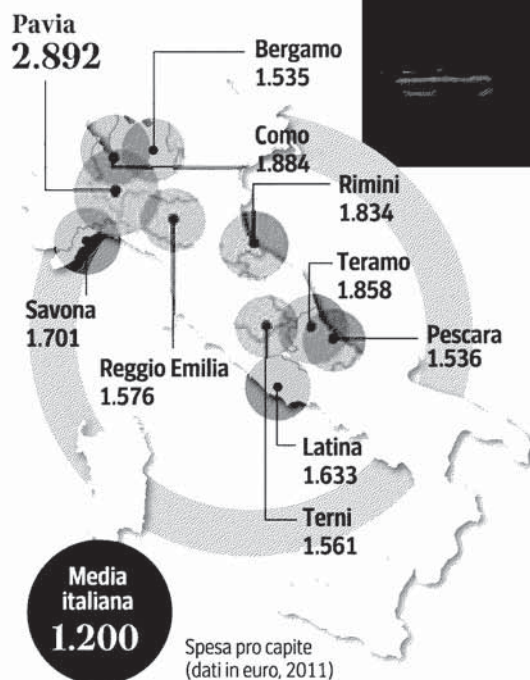 Pavia
2.892
Bergamo
1.535
Como
1.884
Rimini
1.834
Teramo
1.858
Savona
1.701
Pescara
1.536
Reggio Emilia
1.576
Latina
1.633
Terni
1.561
Media
italiana
1.200
Spesa pro capite
(dati in euro, 2011)